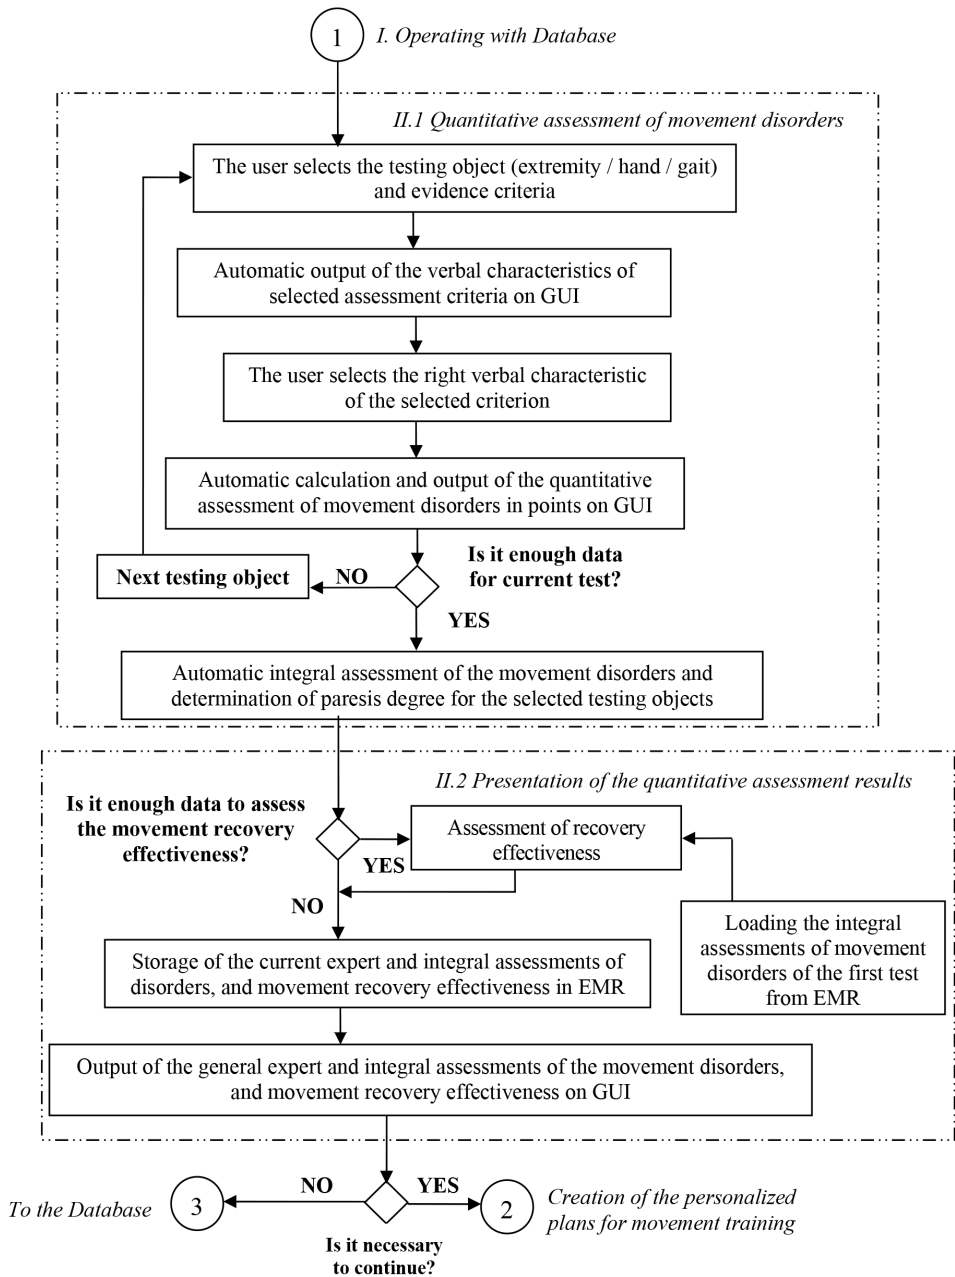 1
I. Operating with Database
II.1 Quantitative assessment of movement disorders
The user selects the testing object (extremity / hand / gait)
and evidence criteria
Automatic output of the verbal characteristics of
selected assessment criteria on GUI
The user selects the right verbal characteristic
of the selected criterion
Automatic calculation and output of the quantitative
assessment of movement disorders in points on GUI
Is it enough data
for current test?
Next testing object
NO
YES
Automatic integral assessment of the movement disorders and
determination of paresis degree for the selected testing objects
II.2 Presentation of the quantitative assessment results
Is it enough data to assess
the movement recovery
effectiveness?
YES
Assessment of recovery
effectiveness
NO
Loading the integral
assessments of movement
disorders of the first test
from EMR
Storage of the current expert and integral assessments of
disorders, and movement recovery effectiveness in EMR
Output of the general expert and integral assessments of the movement disorders,
and movement recovery effectiveness on GUI
To the Database
3
NO
YES
2
Creation of the personalized
plans for movement training
Is it necessary
to continue?